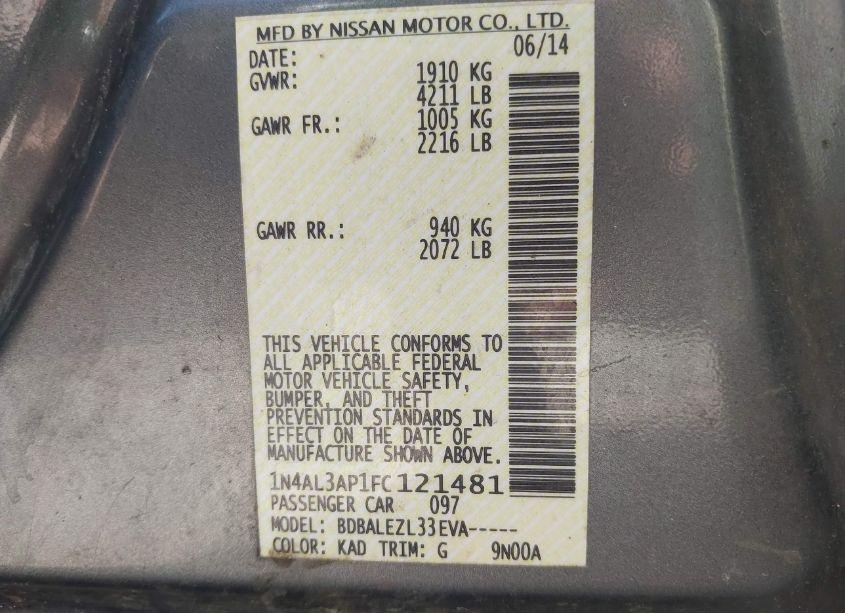 MFD BY NISSAN MOTOR CO., LTD.
DATE: 06/14
GVWR: 1910 KG
4211 LB
GAWR FR.: 1005 KG
2216 LB
GAWR RR.: 940 KG
2072 LB
THIS VEHICLE CONFORMS TO
ALL APPLICABLE FEDERAL
MOTOR VEHICLE SAFETY,
BUMPER, AND THEFT
PREVENTION STANDARDS IN
EFFECT ON THE DATE OF
MANUFACTURE SHOWN ABOVE.
1N4AL3AP1FC121481
PASSENGER CAR 097
MODEL: BDBALEZL33EVA-----
COLOR: KAD TRIM: G 9N00A